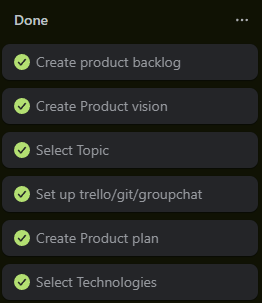 Done
Create product backlog
Create Product vision
Select Topic
Set up trello/git/groupchat
Create Product plan
Select Technologies